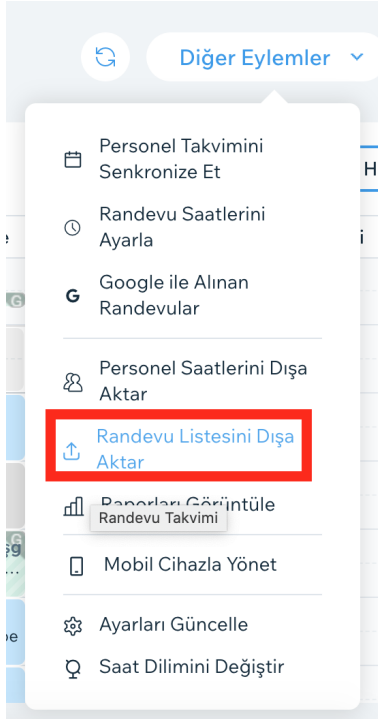 Diğer Eylemler
Personel Takvimini
Senkronize Et
Randevu Saatlerini
Ayarla
G
Google ile Alınan
Randevular
Personel Saatlerini Dışa
Aktar
Randevu Listesini Dışa
Aktar
Raporları Görüntüle
Randevu Takvimi
Mobil Cihazla Yönet
Ayarları Güncelle
Saat Dilimini Değiştir